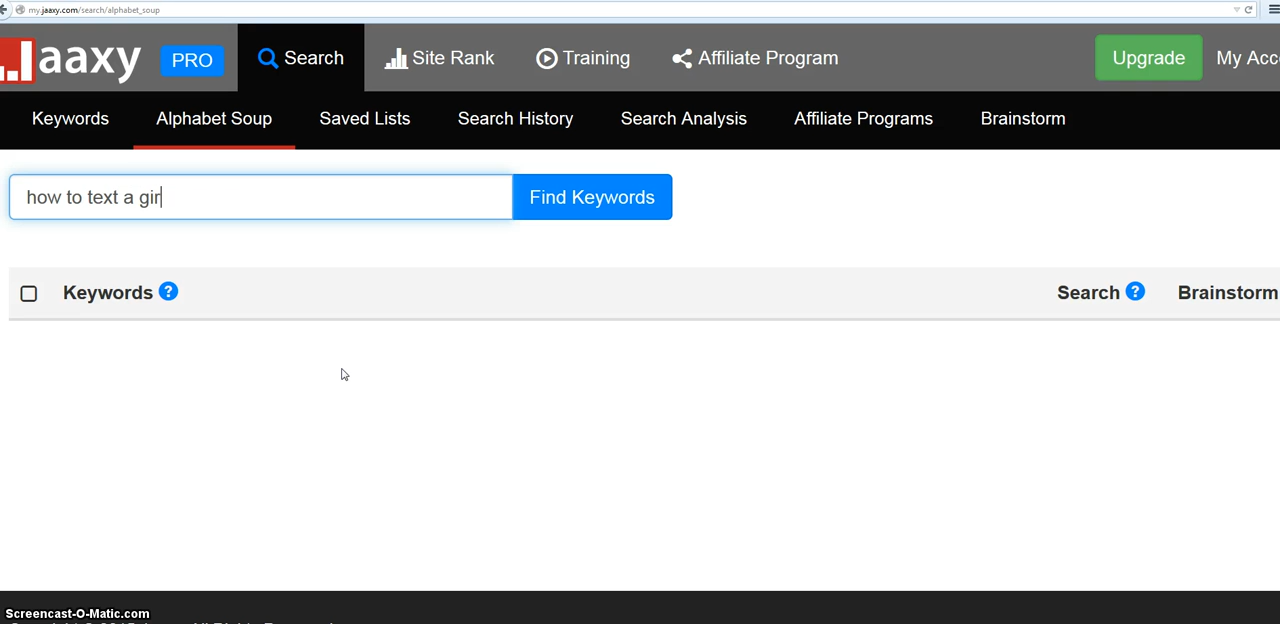 my.jaaxy.com/search/alphabet_soup
Jaaxy PRO Search Site Rank Training Affiliate Program Upgrade My Acc
Keywords Alphabet Soup Saved Lists Search History Search Analysis Affiliate Programs Brainstorm
how to text a gir Find Keywords
Keywords ? Search ? Brainstorm
Screencast-O-Matic.com